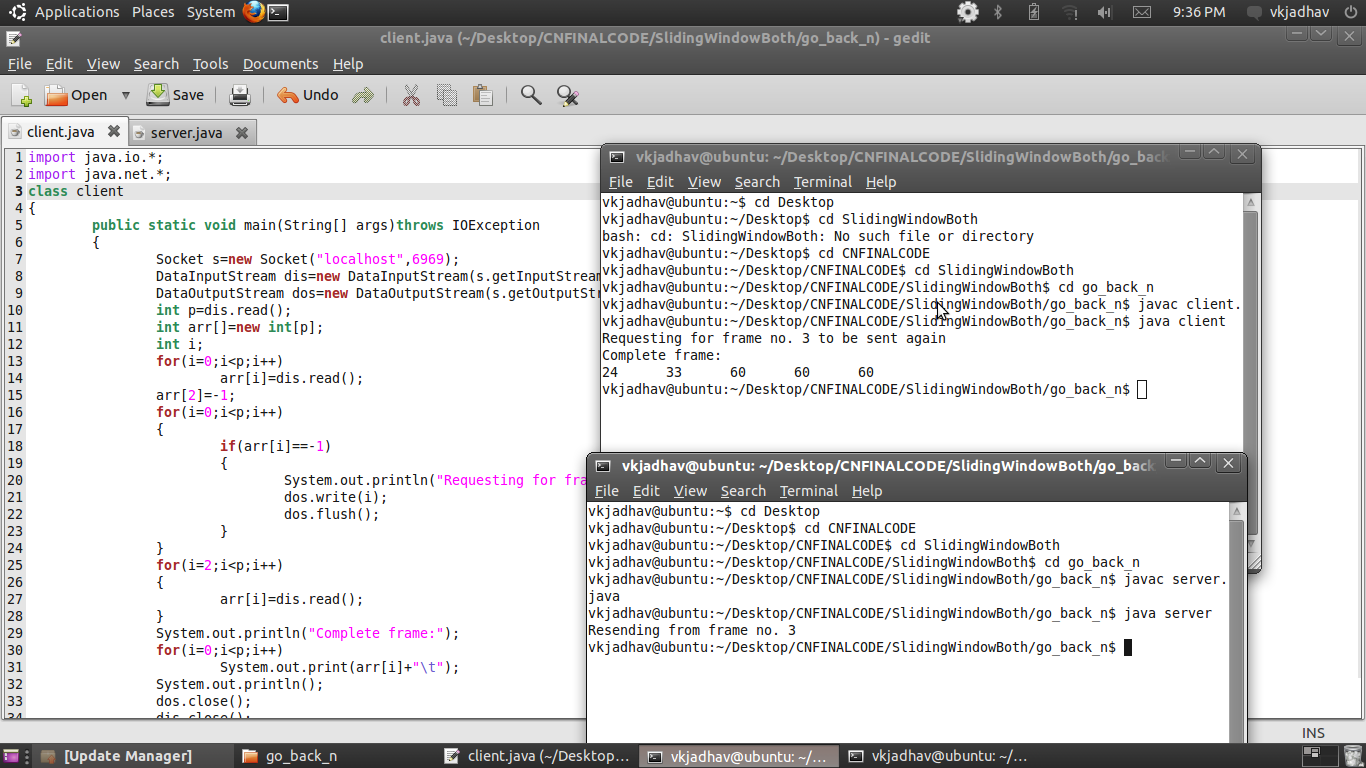 Applications Places System 9:36 PM vkjadhav
client.java (~/Desktop/CNFINALCODE/SlidingWindowBoth/go_back_n) - gedit
File Edit View Search Tools Documents Help
Open Save Undo
client.java server.java
1 import java.io.*;
2 import java.net.*;
3 class client
4 {
5 public static void main(String[] args)throws IOException
6 {
7 Socket s=new Socket("localhost",6969);
8 DataInputStream dis=new DataInputStream(s.getInputStream
9 DataOutputStream dos=new DataOutputStream(s.getOutputStr
10 int p=dis.read();
11 int arr[]=new int[p];
12 int i;
13 for(i=0;i<p;i++)
14 arr[i]=dis.read();
15 arr[2]=-1;
16 for(i=0;i<p;i++)
17 {
18 if(arr[i]==-1)
19 {
20 System.out.println("Requesting for fra
21 dos.write(i);
22 dos.flush();
23 }
24 }
25 for(i=2;i<p;i++)
26 {
27 arr[i]=dis.read();
28 }
29 System.out.println("Complete frame:");
30 for(i=0;i<p;i++)
31 System.out.print(arr[i]+"\t");
32 System.out.println();
33 dos.close();
34 dis.close();
vkjadhav@ubuntu: ~/Desktop/CNFINALCODE/SlidingWindowBoth/go_back
File Edit View Search Terminal Help
vkjadhav@ubuntu:~$ cd Desktop
vkjadhav@ubuntu:~/Desktop$ cd SlidingWindowBoth
bash: cd: SlidingWindowBoth: No such file or directory
vkjadhav@ubuntu:~/Desktop$ cd CNFINALCODE
vkjadhav@ubuntu:~/Desktop/CNFINALCODE$ cd SlidingWindowBoth
vkjadhav@ubuntu:~/Desktop/CNFINALCODE/SlidingWindowBoth$ cd go_back_n
vkjadhav@ubuntu:~/Desktop/CNFINALCODE/SlidingWindowBoth/go_back_n$ javac client.
vkjadhav@ubuntu:~/Desktop/CNFINALCODE/SlidingWindowBoth/go_back_n$ java client
Requesting for frame no. 3 to be sent again
Complete frame:
24 33 60 60 60
vkjadhav@ubuntu:~/Desktop/CNFINALCODE/SlidingWindowBoth/go_back_n$
vkjadhav@ubuntu: ~/Desktop/CNFINALCODE/SlidingWindowBoth/go_back
File Edit View Search Terminal Help
vkjadhav@ubuntu:~$ cd Desktop
vkjadhav@ubuntu:~/Desktop$ cd CNFINALCODE
vkjadhav@ubuntu:~/Desktop/CNFINALCODE$ cd SlidingWindowBoth
vkjadhav@ubuntu:~/Desktop/CNFINALCODE/SlidingWindowBoth$ cd go_back_n
vkjadhav@ubuntu:~/Desktop/CNFINALCODE/SlidingWindowBoth/go_back_n$ javac server.
java
vkjadhav@ubuntu:~/Desktop/CNFINALCODE/SlidingWindowBoth/go_back_n$ java server
Resending from frame no. 3
vkjadhav@ubuntu:~/Desktop/CNFINALCODE/SlidingWindowBoth/go_back_n$
INS
[Update Manager] go_back_n client.java (~/Desktop... vkjadhav@ubuntu: ~/... vkjadhav@ubuntu: ~/...